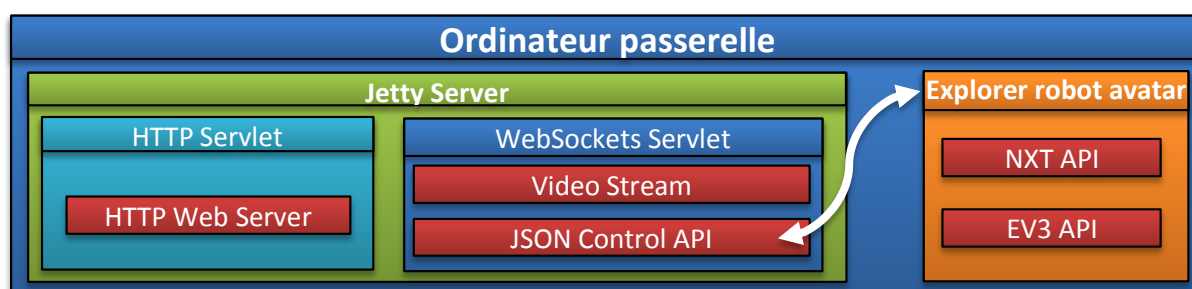 Ordinateur passerelle
Jetty Server
HTTP Servlet
HTTP Web Server
WebSockets Servlet
Video Stream
JSON Control API
Explorer robot avatar
NXT API
EV3 API